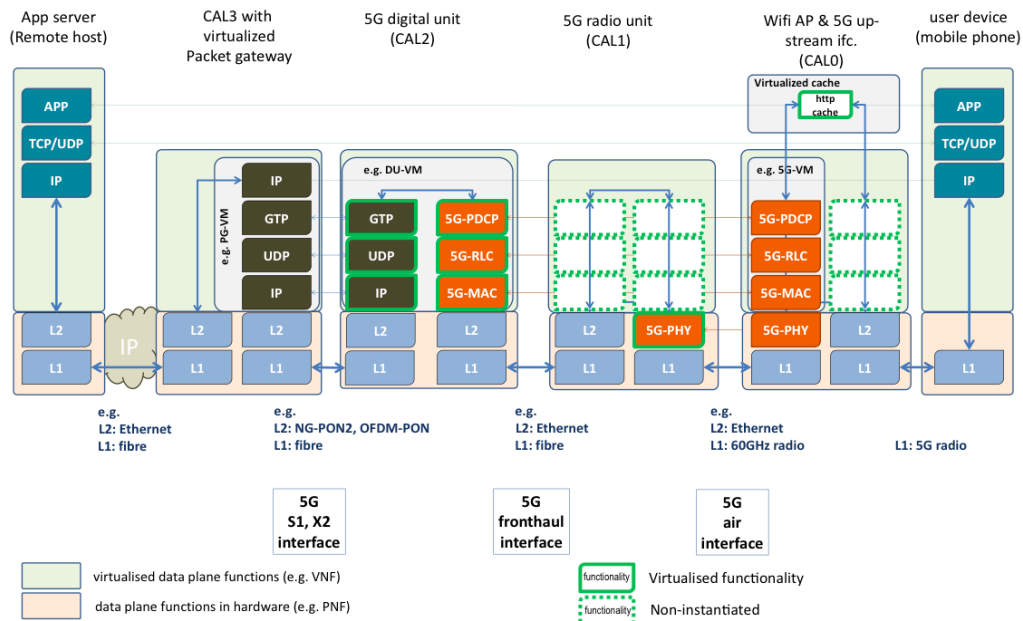 App server
(Remote host)
CAL3 with
virtualized
Packet gateway
5G digital unit
(CAL2)
5G radio unit
(CAL1)
Wifi AP & 5G up-
stream ifc.
(CAL0)
user device
(mobile phone)
Virtualized cache
http
cache
APP
TCP/UDP
IP
L2
L1
IP
e.g. PG-VM
IP
GTP
UDP
IP
L2
L2
L1
L1
e.g. DU-VM
GTP
5G-PDCP
UDP
5G-RLC
IP
5G-MAC
L2
L2
L1
L1
L2
5G-PHY
L1
L1
e.g. 5G-VM
5G-PDCP
5G-RLC
5G-MAC
5G-PHY
L2
L1
L1
APP
TCP/UDP
IP
L1
e.g.
L2: Ethernet
L1: fibre
e.g.
L2: NG-PON2, OFDM-PON
L1: fibre
e.g.
L2: Ethernet
L1: fibre
e.g.
L2: Ethernet
L1: 60GHz radio
L1: 5G radio
5G
S1, X2
interface
5G
fronthaul
interface
5G
air
interface
virtualised data plane functions (e.g. VNF)
data plane functions in hardware (e.g. PNF)
functionality
Virtualised functionality
functionality
Non-instantiated